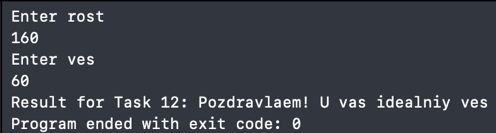 Enter rost
160
Enter ves
60
Result for Task 12: Pozdravlaem! U vas idealniy ves
Program ended with exit code: 0